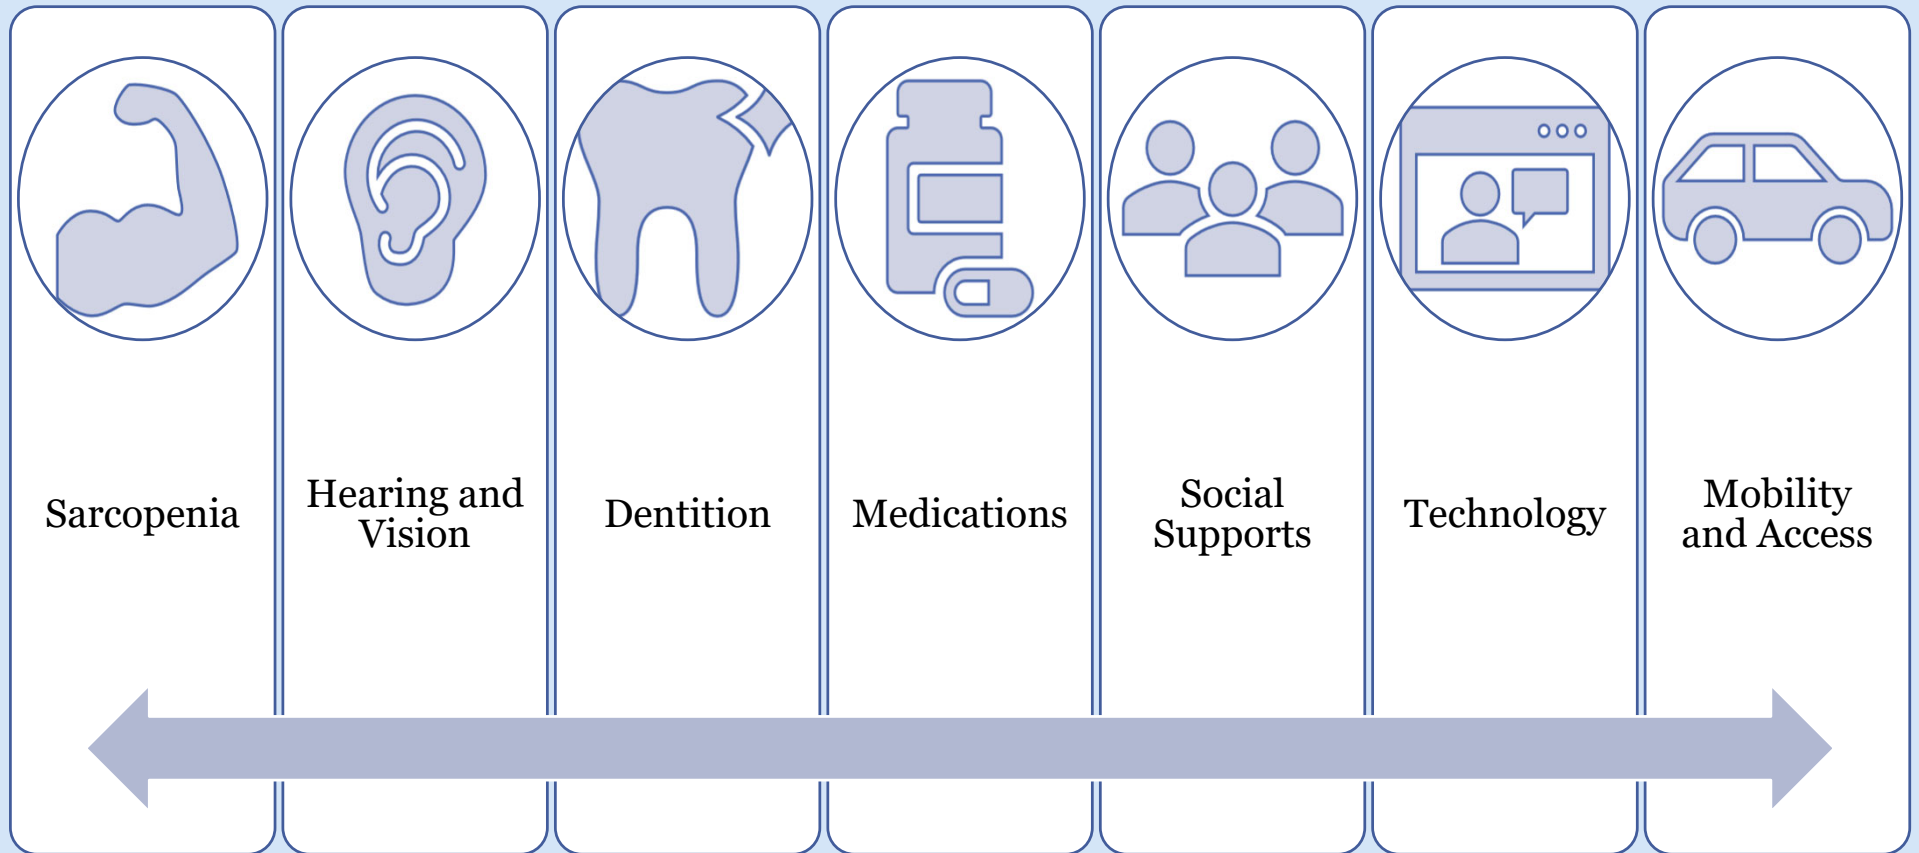 Sarcopenia
Hearing and
Vision
Dentition
Medications
Social
Supports
Technology
Mobility
and Access